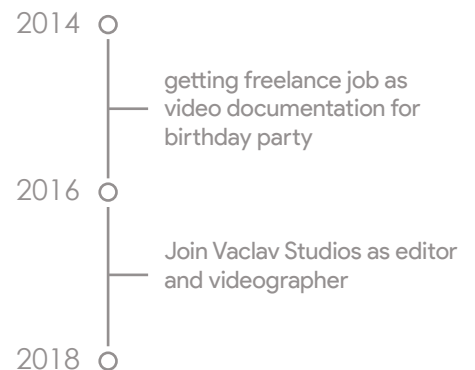 2014
getting freelance job as
video documentation for
birthday party
2016
Join Vaclav Studios as editor
and videographer
2018